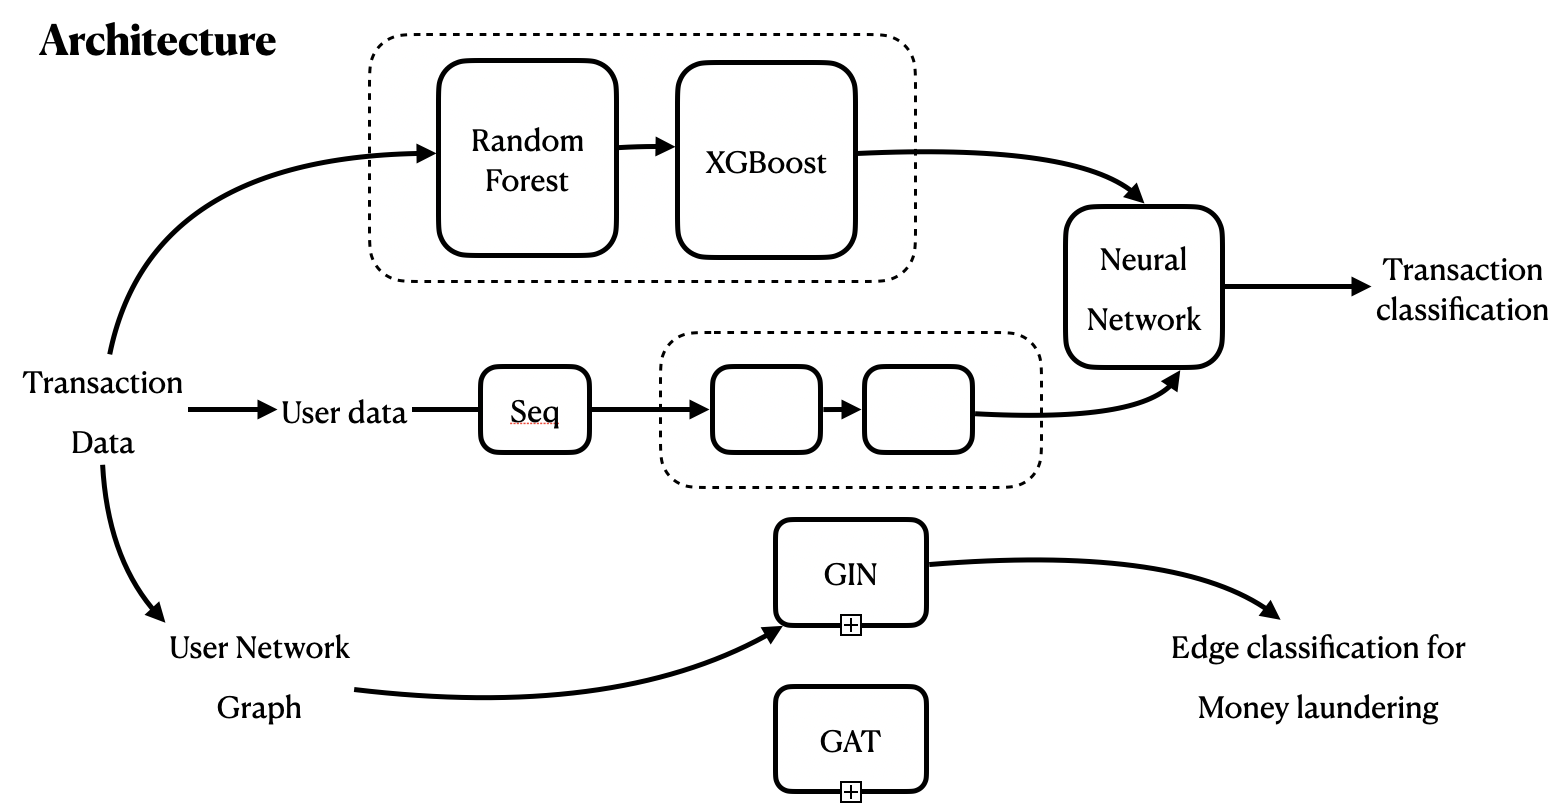 Architecture
Random
Forest
XGBoost
Neural
Network
Transaction
classification
Transaction
Data
User data
Seq
GIN
User Network
Graph
Edge classification for
Money laundering
GAT